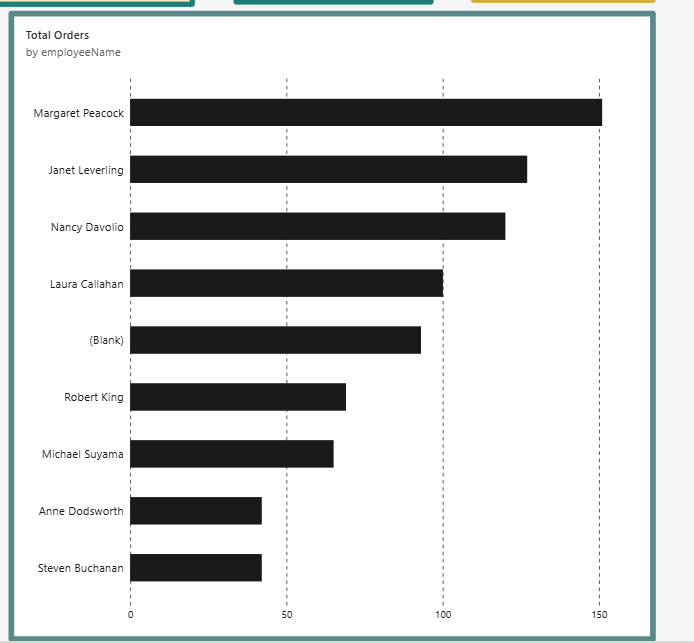 Total Orders
by employeeName
Margaret Peacock
Janet Leverling
Nancy Davolio
Laura Callahan
(Blank)
Robert King
Michael Suyama
Anne Dodsworth
Steven Buchanan
0 50 100 150